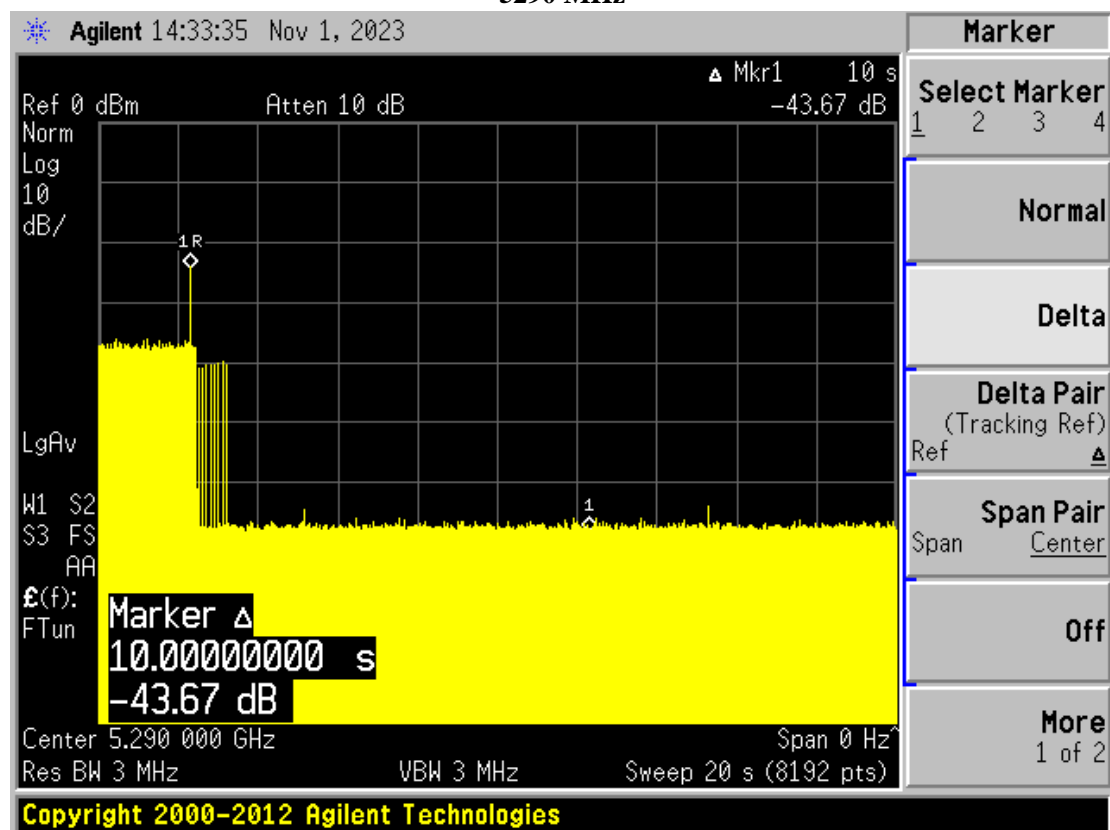 5290 MHz
Agilent 14:33:35 Nov 1, 2023
Marker
Δ Mkr1 10 s
Ref 0 dBm Atten 10 dB -43.67 dB
Norm
Log
10
dB/
1R
LgAv
1
W1 S2
S3 FS
AA
£(f):
FTun
Marker Δ
10.00000000 s
-43.67 dB
Center 5.290 000 GHz Span 0 Hz^
Res BW 3 MHz VBW 3 MHz Sweep 20 s (8192 pts)
Select Marker
1 2 3 4
Normal
Delta
Delta Pair
(Tracking Ref)
Ref Δ
Span Pair
Span Center
Off
More
1 of 2
Copyright 2000-2012 Agilent Technologies